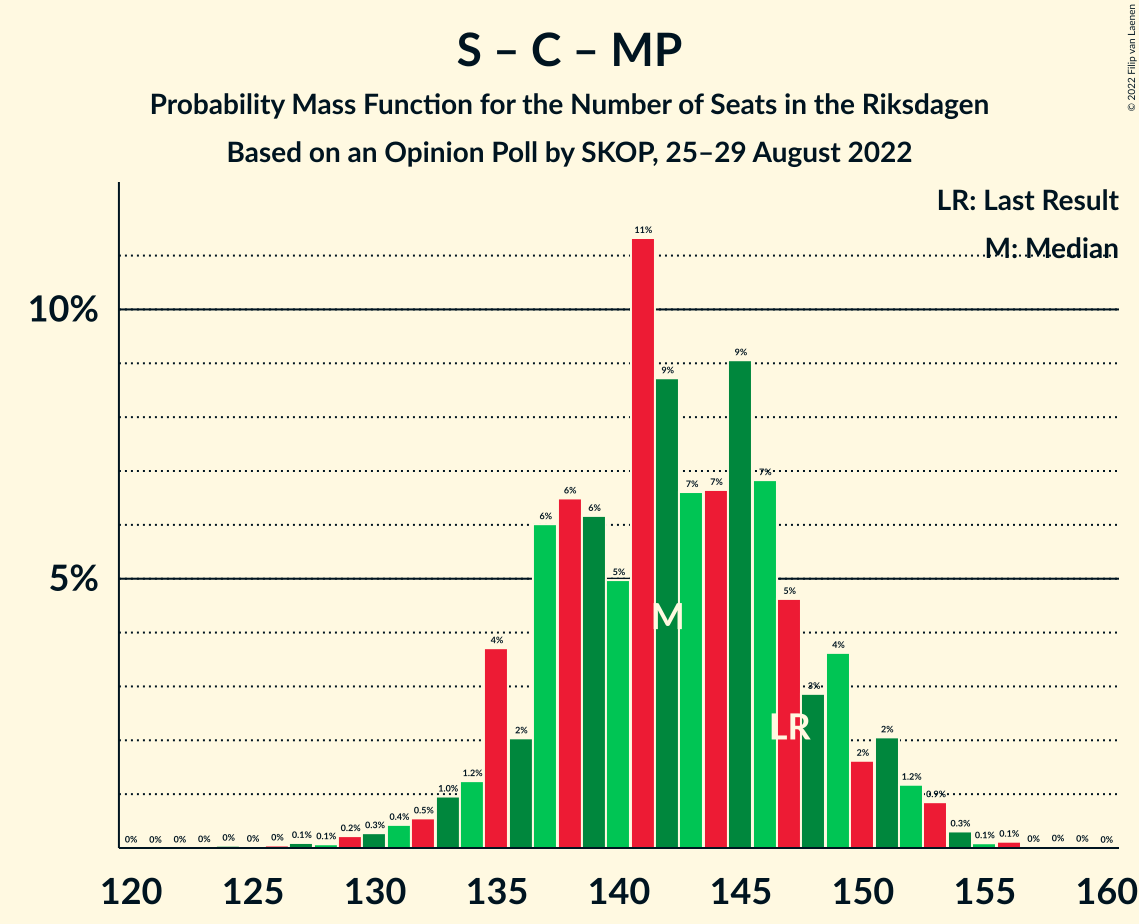 S – C – MP
Probability Mass Function for the Number of Seats in the Riksdagen
Based on an Opinion Poll by SKOP, 25–29 August 2022
© 2022 Filip van Laenen
LR: Last Result
M: Median
10%
5%
0% 0% 0% 0% 0% 0% 0% 0.1% 0.1% 0.2% 0.3% 0.4% 0.5% 1.0% 1.2% 4% 2% 6% 6% 6% 5% 11% 9% 7% 7% 9% 7% 5% 3% 4% 2% 2% 1.2% 0.9% 0.3% 0.1% 0.1% 0% 0% 0% 0%
M
LR
120 125 130 135 140 145 150 155 160